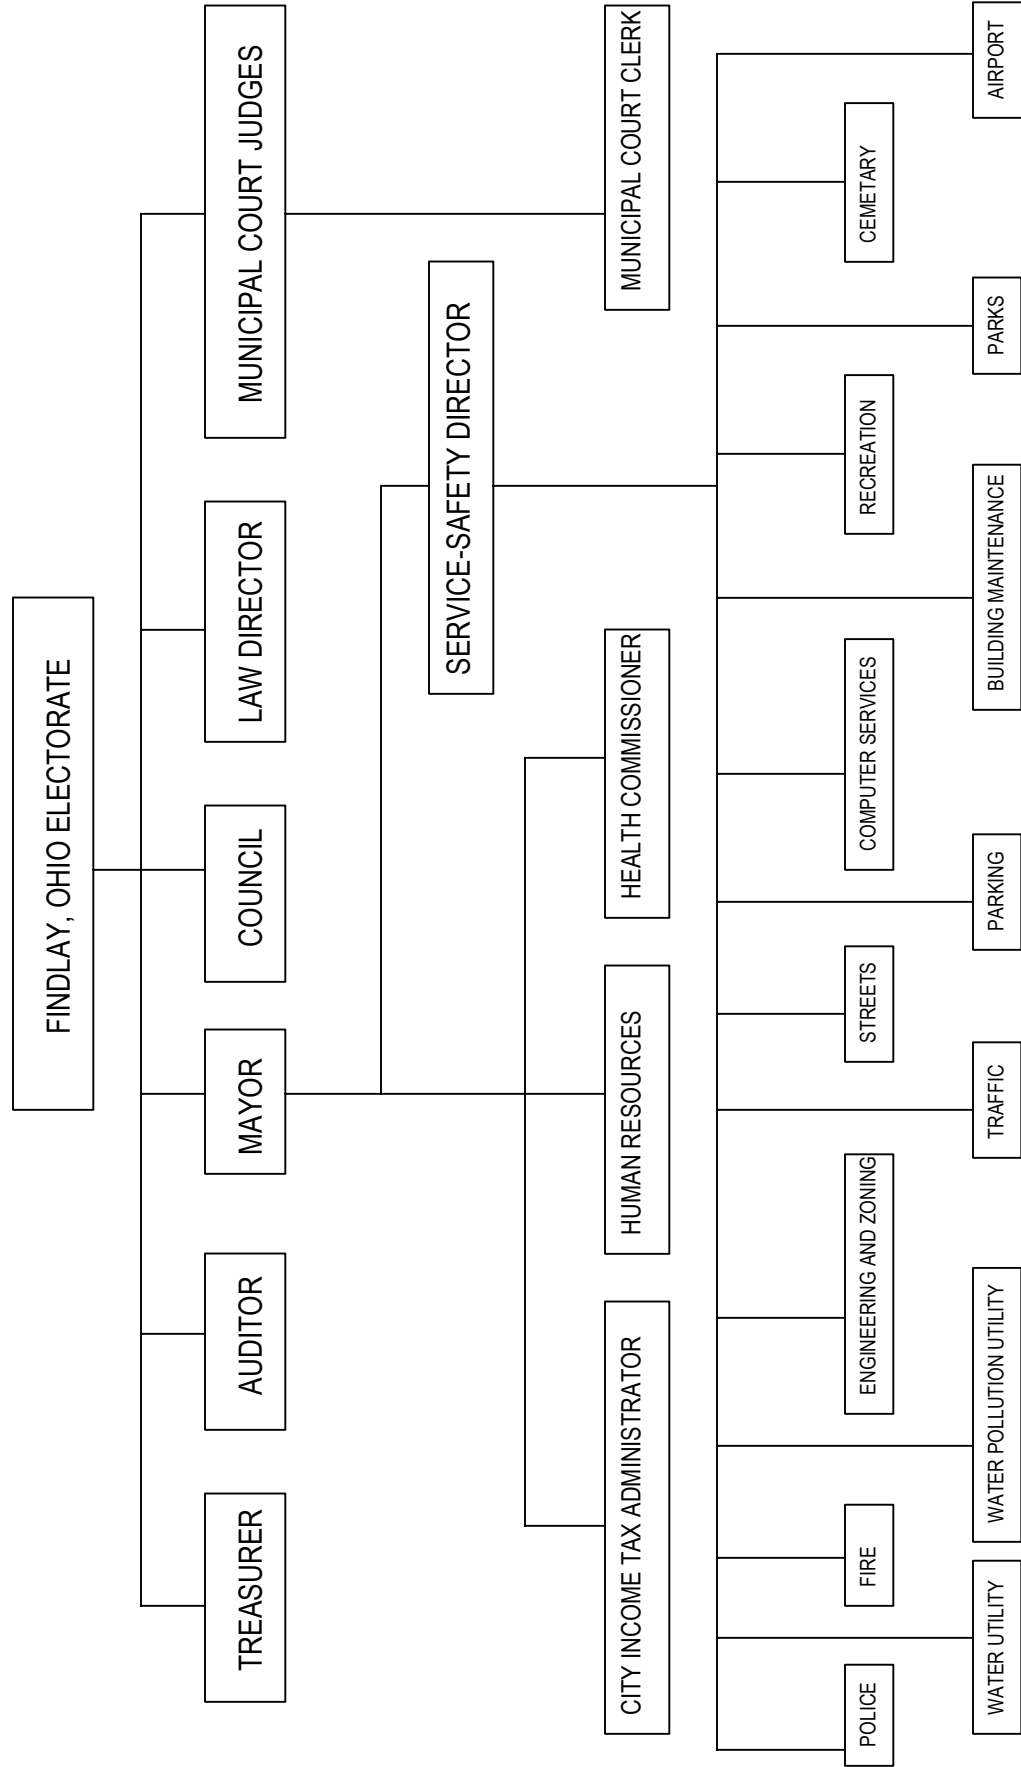 FINDLAY, OHIO ELECTORATE
TREASURER
AUDITOR
MAYOR
COUNCIL
LAW DIRECTOR
MUNICIPAL COURT JUDGES
SERVICE-SAFETY DIRECTOR
CITY INCOME TAX ADMINISTRATOR
HUMAN RESOURCES
HEALTH COMMISSIONER
MUNICIPAL COURT CLERK
POLICE
FIRE
ENGINEERING AND ZONING
STREETS
COMPUTER SERVICES
RECREATION
CEMETARY
WATER UTILITY
WATER POLLUTION UTILITY
TRAFFIC
PARKING
BUILDING MAINTENANCE
PARKS
AIRPORT